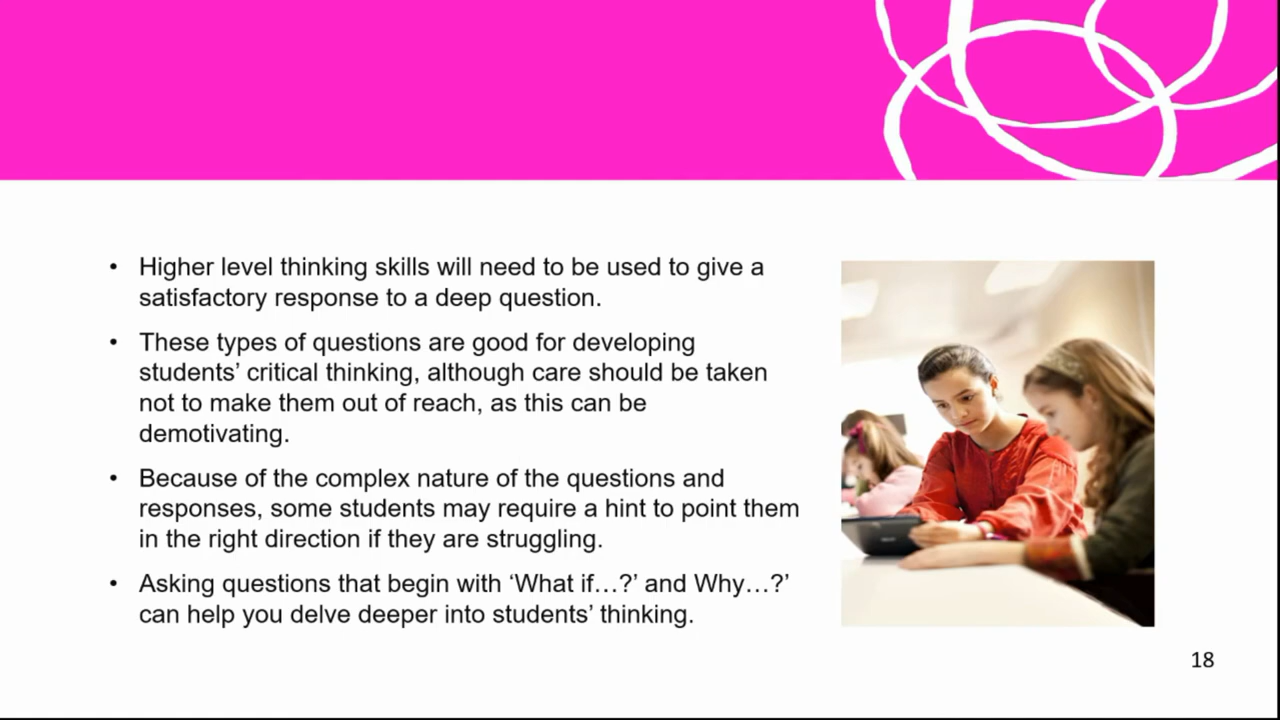 • Higher level thinking skills will need to be used to give a
satisfactory response to a deep question.
• These types of questions are good for developing
students’ critical thinking, although care should be taken
not to make them out of reach, as this can be
demotivating.
• Because of the complex nature of the questions and
responses, some students may require a hint to point them
in the right direction if they are struggling.
• Asking questions that begin with ‘What if…?’ and Why…?’
can help you delve deeper into students’ thinking.
18